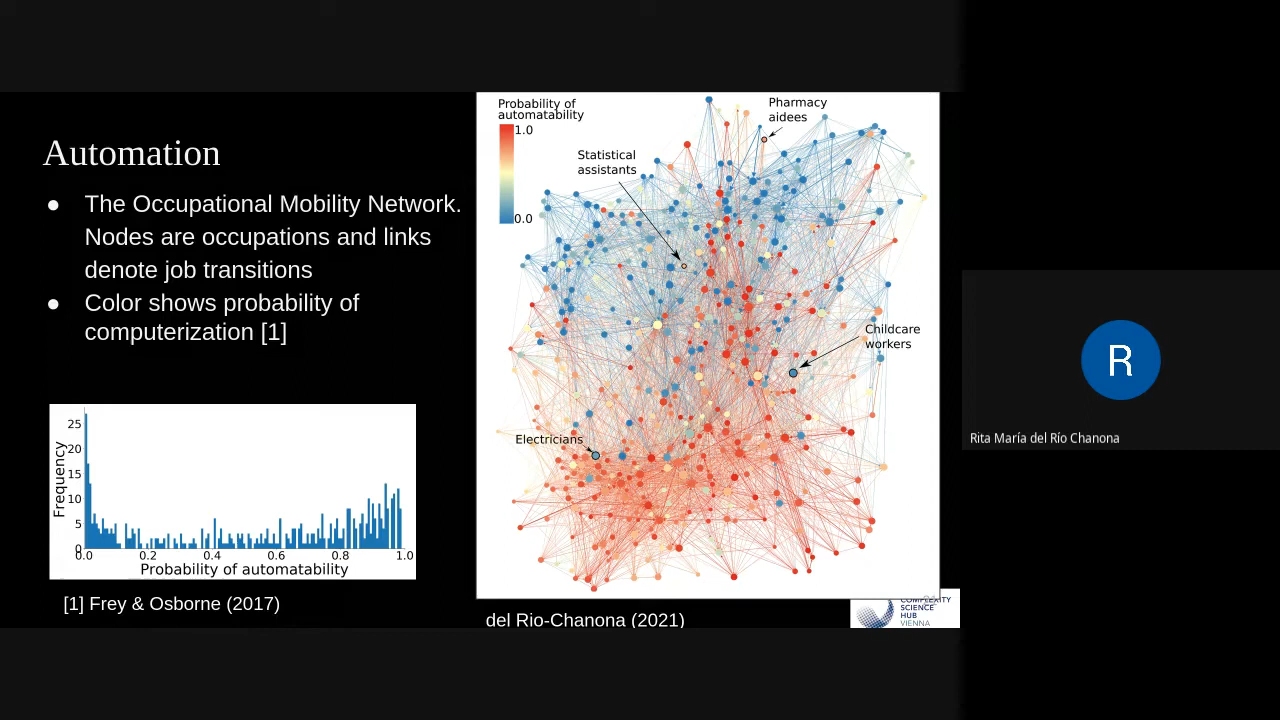 Automation
● The Occupational Mobility Network.
Nodes are occupations and links
denote job transitions
● Color shows probability of
computerization [1]
25
20
15
10
5
0
Frequency
0.0 0.2 0.4 0.6 0.8 1.0
Probability of automatability
[1] Frey & Osborne (2017)
Probability of
automatability
1.0
0.0
Pharmacy
aidees
Statistical
assistants
Childcare
workers
Electricians
del Rio-Chanona (2021)
COMPLEXITY
SCIENCE
HUB
VIENNA
R
Rita María del Río Chanona